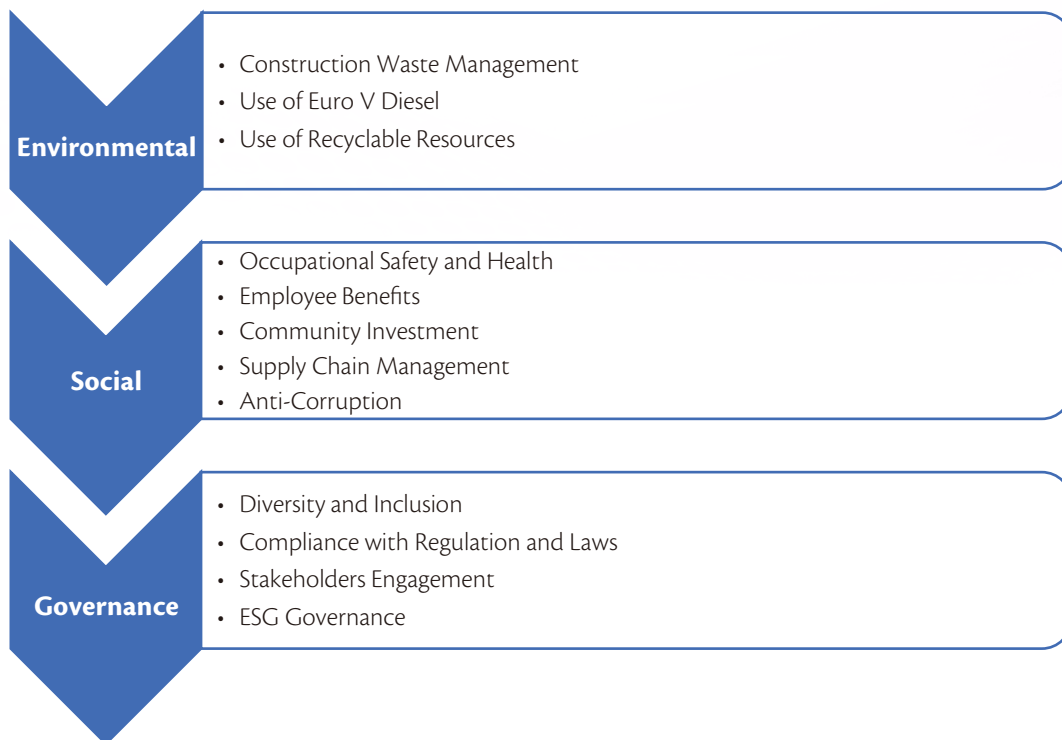 Environmental
• Construction Waste Management
• Use of Euro V Diesel
• Use of Recyclable Resources
Social
• Occupational Safety and Health
• Employee Benefits
• Community Investment
• Supply Chain Management
• Anti-Corruption
Governance
• Diversity and Inclusion
• Compliance with Regulation and Laws
• Stakeholders Engagement
• ESG Governance